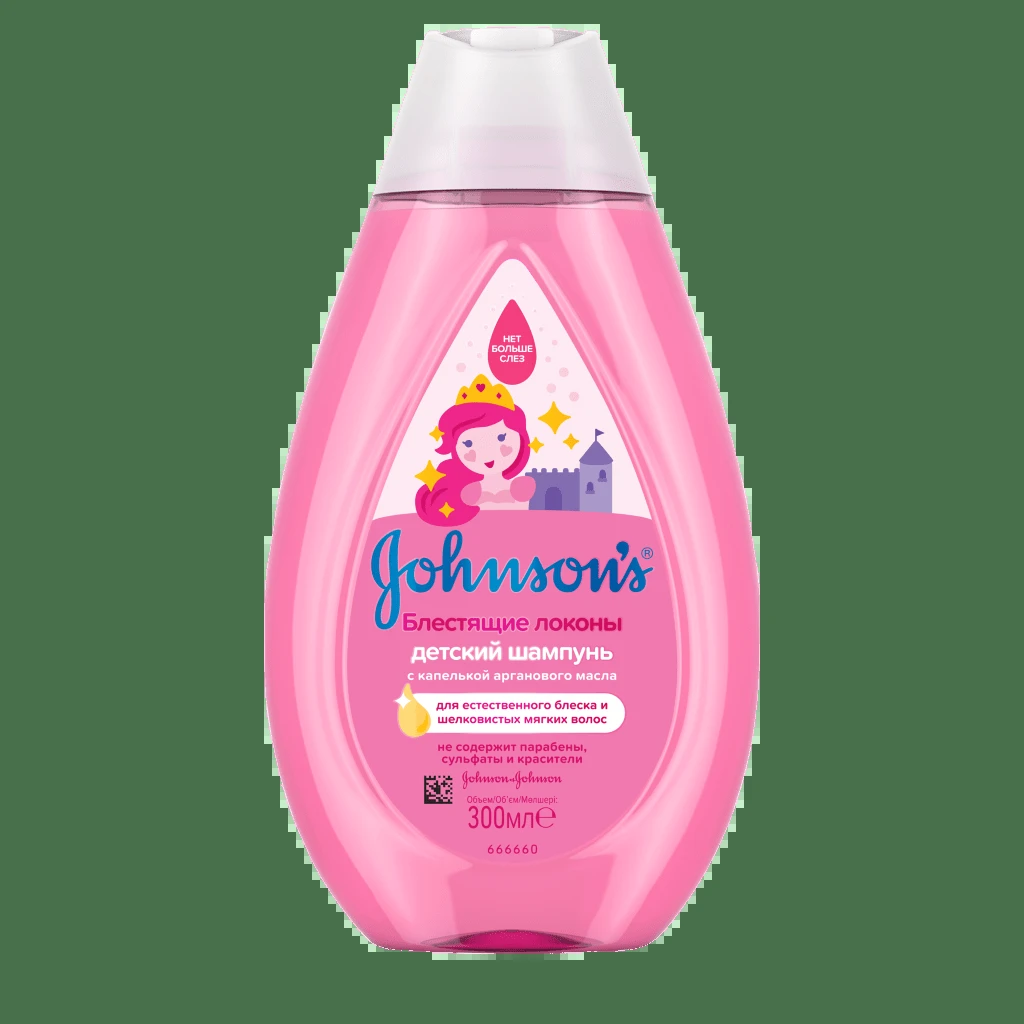 НЕТ
БОЛЬШЕ
СЛЕЗ
Johnson's®
Блестящие локоны
детский шампунь
с капелькой арганового масла
для естественного блеска и
шелковистых мягких волос
не содержит парабены,
сульфаты и красители
Johnson & Johnson
Объем/Об'єм/Мөлшері:
300мл℮
666660